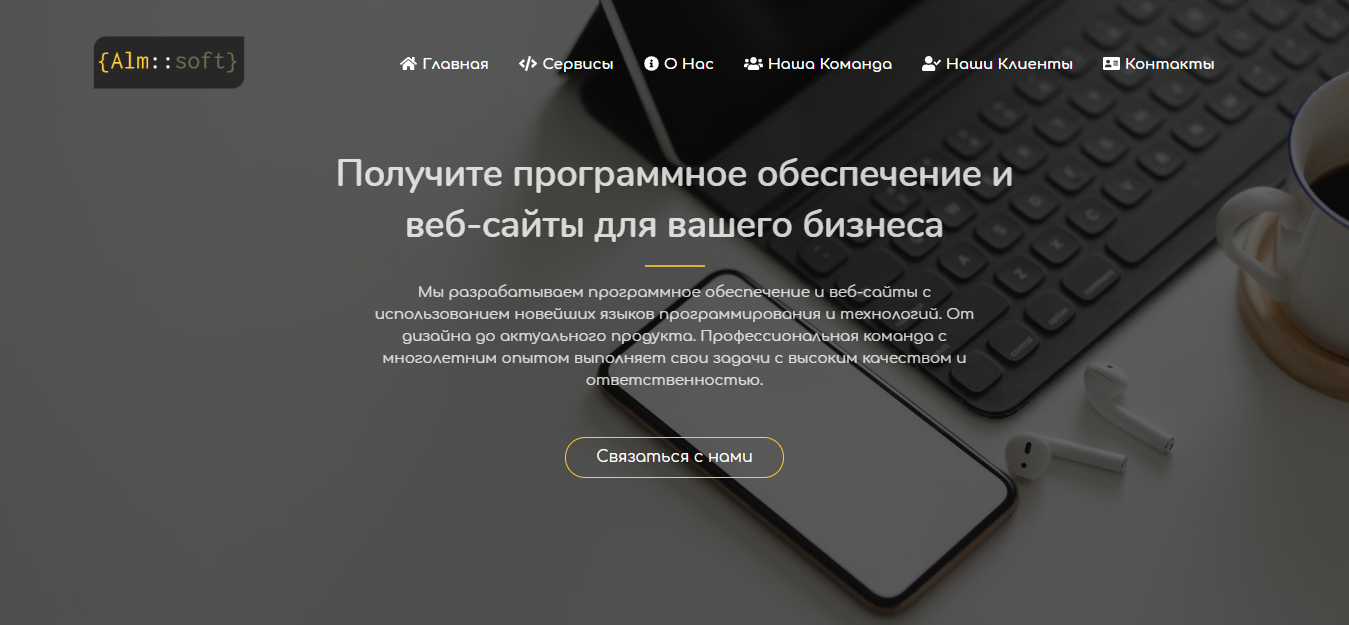 {Alm::soft}
Главная Сервисы О Нас Наша Команда Наши Клиенты Контакты
Получите программное обеспечение и
веб-сайты для вашего бизнеса
Мы разрабатываем программное обеспечение и веб-сайты с
использованием новейших языков программирования и технологий. От
дизайна до актуального продукта. Профессиональная команда с
многолетним опытом выполняет свои задачи с высоким качеством и
ответственностью.
Связаться с нами